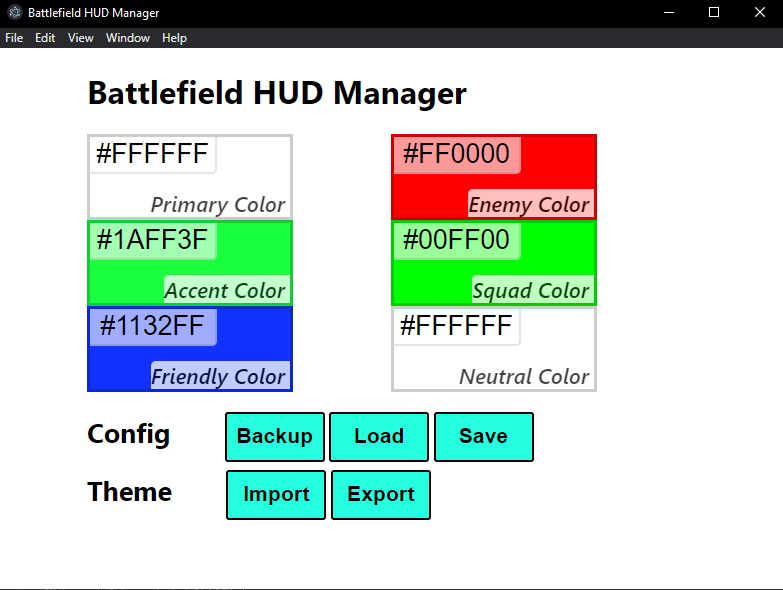 Battlefield HUD Manager
File Edit View Window Help
Battlefield HUD Manager
#FFFFFF
Primary Color
#FF0000
Enemy Color
#1AFF3F
Accent Color
#00FF00
Squad Color
#1132FF
Friendly Color
#FFFFFF
Neutral Color
Config Backup Load Save
Theme Import Export